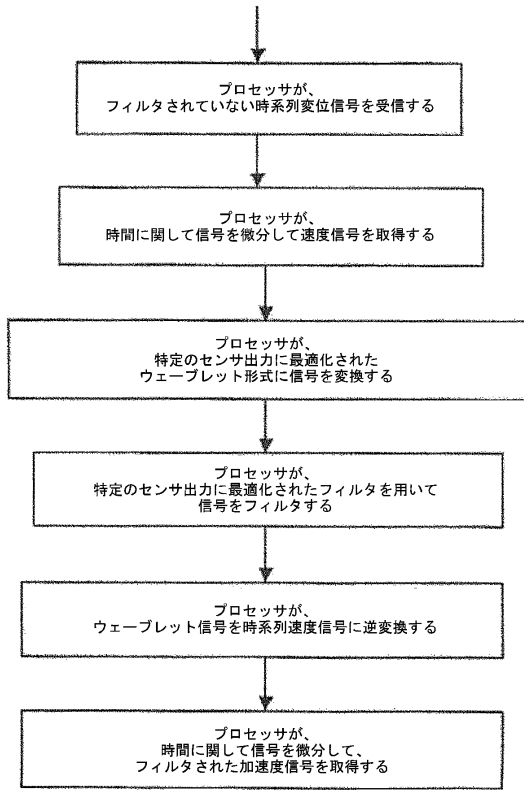 プロセッサが、
フィルタされていない時系列変位信号を受信する
プロセッサが、
時間に関して信号を微分して速度信号を取得する
プロセッサが、
特定のセンサ出力に最適化された
ウェーブレット形式に信号を変換する
プロセッサが、
特定のセンサ出力に最適化されたフィルタを用いて
信号をフィルタする
プロセッサが、
ウェーブレット信号を時系列速度信号に逆変換する
プロセッサが、
時間に関して信号を微分して、
フィルタされた加速度信号を取得する